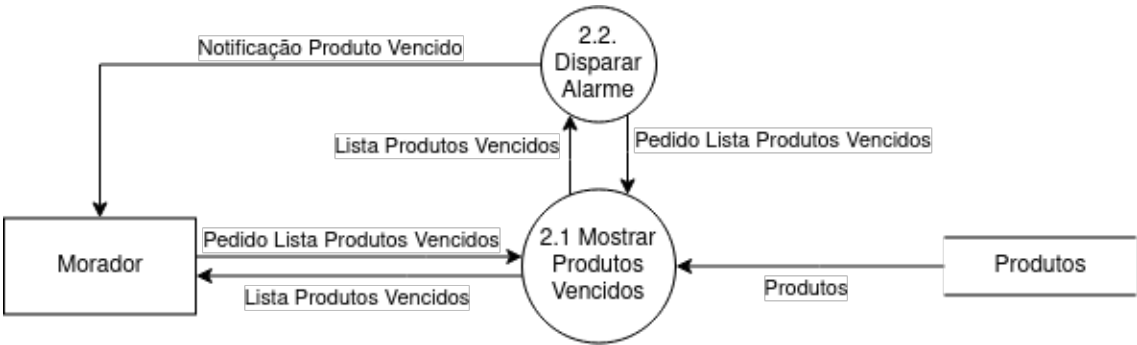 2.2.
Disparar
Alarme
Notificação Produto Vencido
Lista Produtos Vencidos
Pedido Lista Produtos Vencidos
Morador
Pedido Lista Produtos Vencidos
Lista Produtos Vencidos
2.1 Mostrar
Produtos
Vencidos
Produtos
Produtos